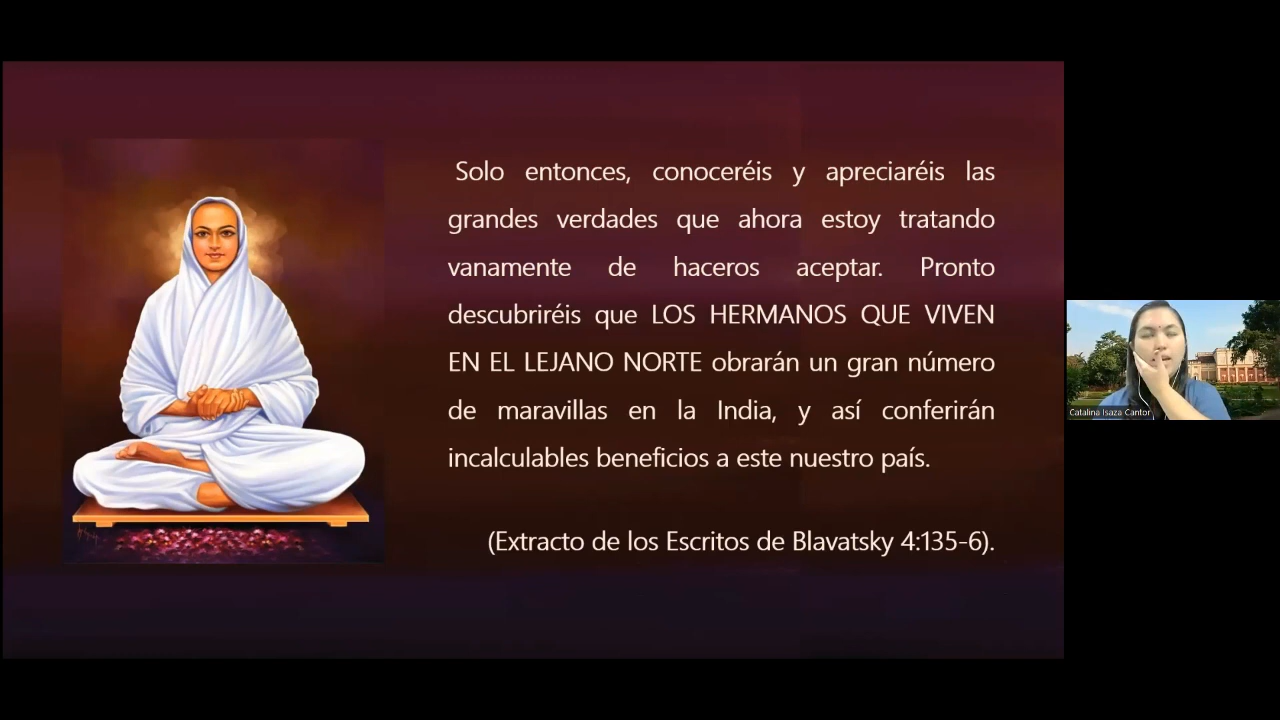 Solo entonces, conoceréis y apreciaréis las
grandes verdades que ahora estoy tratando
vanamente de haceros aceptar. Pronto
descubriréis que LOS HERMANOS QUE VIVEN
EN EL LEJANO NORTE obrarán un gran número
de maravillas en la India, y así conferirán
incalculables beneficios a este nuestro país.
(Extracto de los Escritos de Blavatsky 4:135-6).
Catalina Isaza Cantor